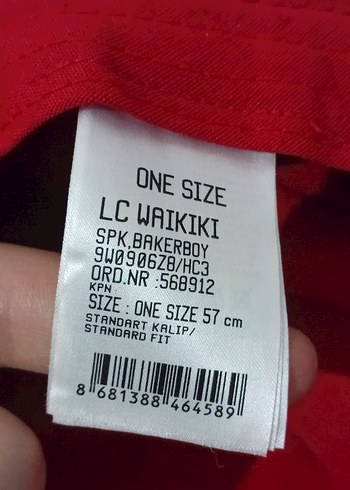 ONE SIZE
LC WAIKIKI
SPK,BAKERBOY
9W0906Z8/HC3
ORD.NR :568912
KPN
SIZE : ONE SIZE 57 cm
STANDART KALIP/
STANDARD FIT
8 681388 464589